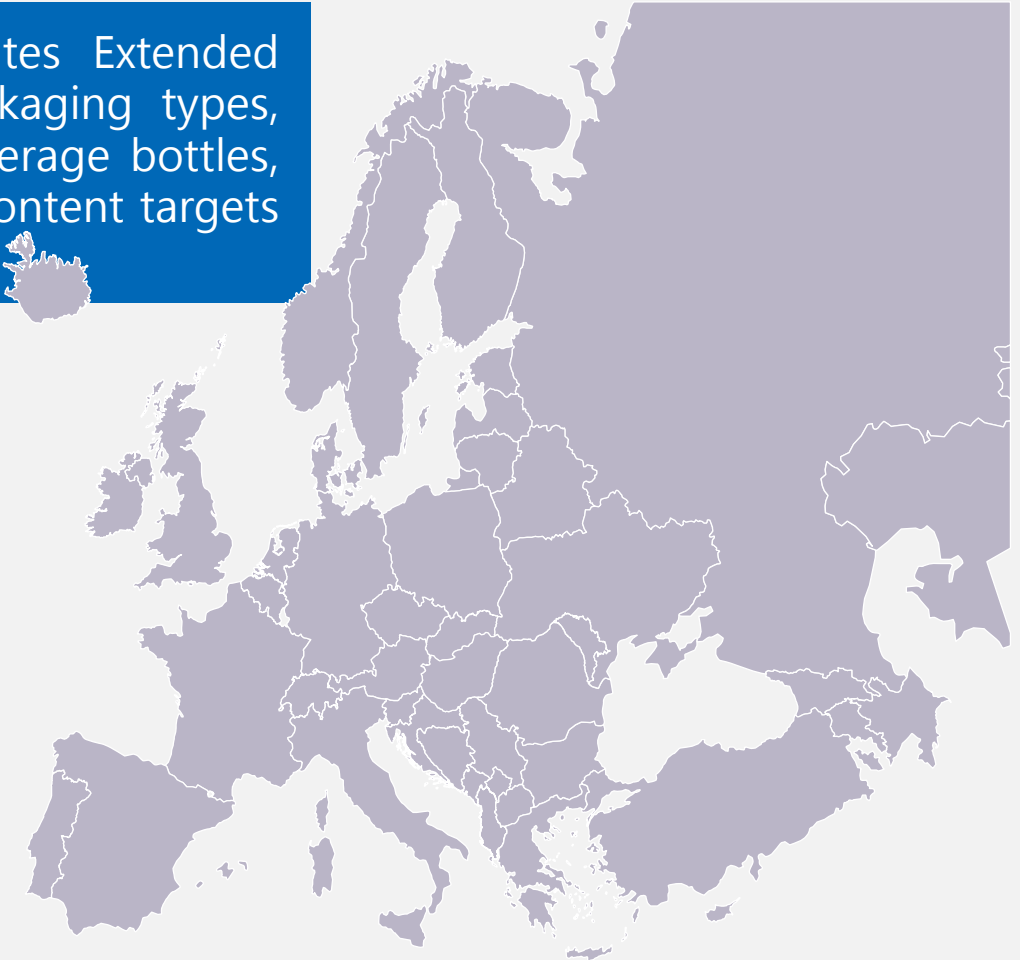 tes Extended
kaging types,
erage bottles,
ontent targets